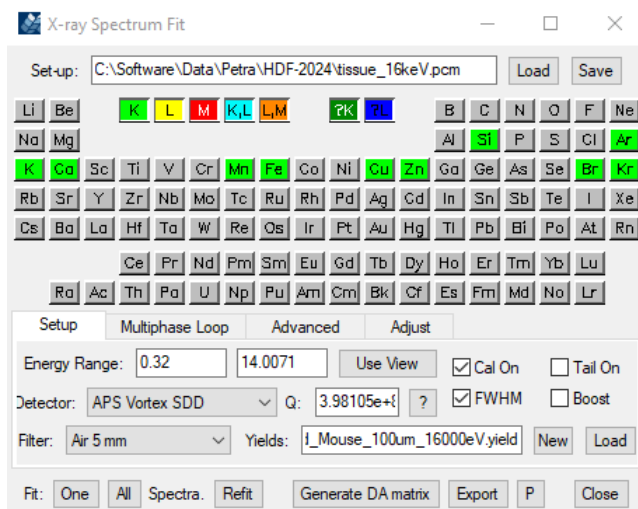 X-ray Spectrum Fit
Set-up: C:\Software\Data\Petra\HDF-2024\tissue_16keV.pcm Load Save
Li Be K L M K,L L,M ?K ?L B C N O F Ne
Na Mg Al Si P S Cl Ar
K Ca Sc Ti V Cr Mn Fe Co Ni Cu Zn Ga Ge As Se Br Kr
Rb Sr Y Zr Nb Mo Tc Ru Rh Pd Ag Cd In Sn Sb Te I Xe
Cs Ba La Hf Ta W Re Os Ir Pt Au Hg Tl Pb Bi Po At Rn
Ce Pr Nd Pm Sm Eu Gd Tb Dy Ho Er Tm Yb Lu
Ra Ac Th Pa U Np Pu Am Cm Bk Cf Es Fm Md No Lr
Setup Multiphase Loop Advanced Adjust
Energy Range: 0.32 14.0071 Use View Cal On Tail On
Detector: APS Vortex SDD Q: 3.98105e+8 ? FWHM Boost
Filter: Air 5 mm Yields: d_Mouse_100um_16000eV.yield New Load
Fit: One All Spectra. Refit Generate DA matrix Export P Close